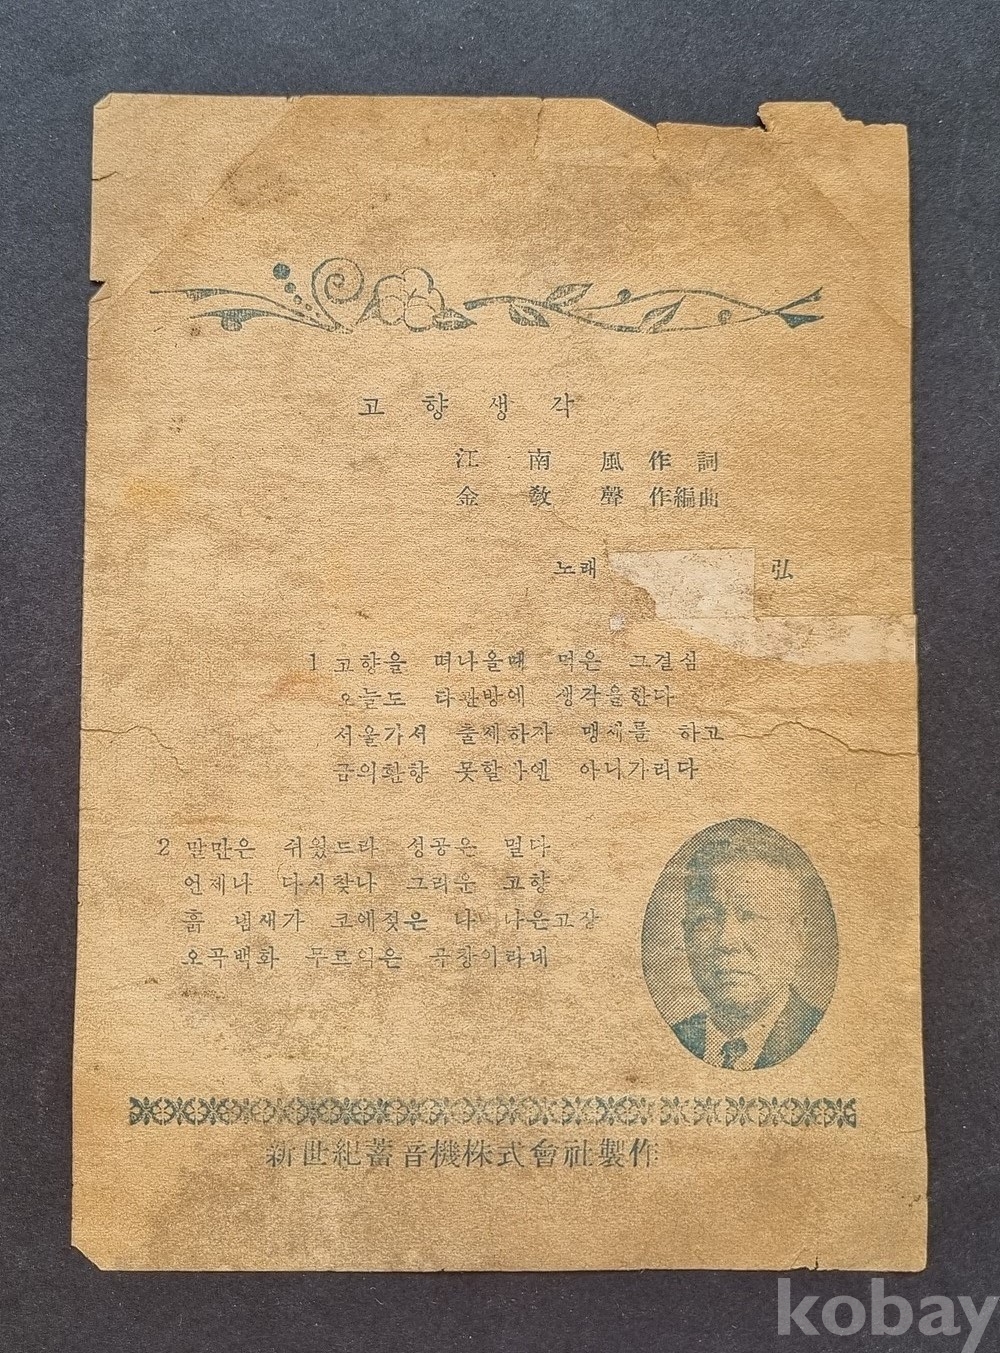 고향생각
江南風 作詞
金敎聲 作編曲
노래 弘
1 고향을 떠나올때 먹은 그결심
오늘도 타관방에 생각을한다
서울가서 출세하자 맹세를 하고
금의환향 못할 아니가리다
2 말만은 쉬웠드라 성공은 멀다
언제나 다시찾나 그리운 고향
흙 냄새가 코에젖은 나 나은고장
오곡백화 무르익은 곡창이라네
新世紀蓄音機株式會社製作
kobay